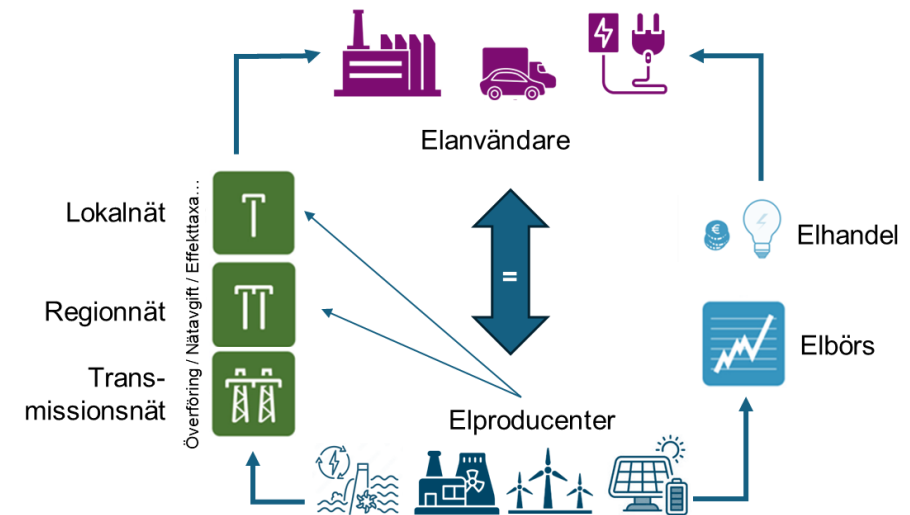 Elanvändare
Lokalnät
Regionnät
Trans-
missionsnät
Överföring / Nätavgift / Effekttaxa...
=
€
Elhandel
Elbörs
Elproducenter